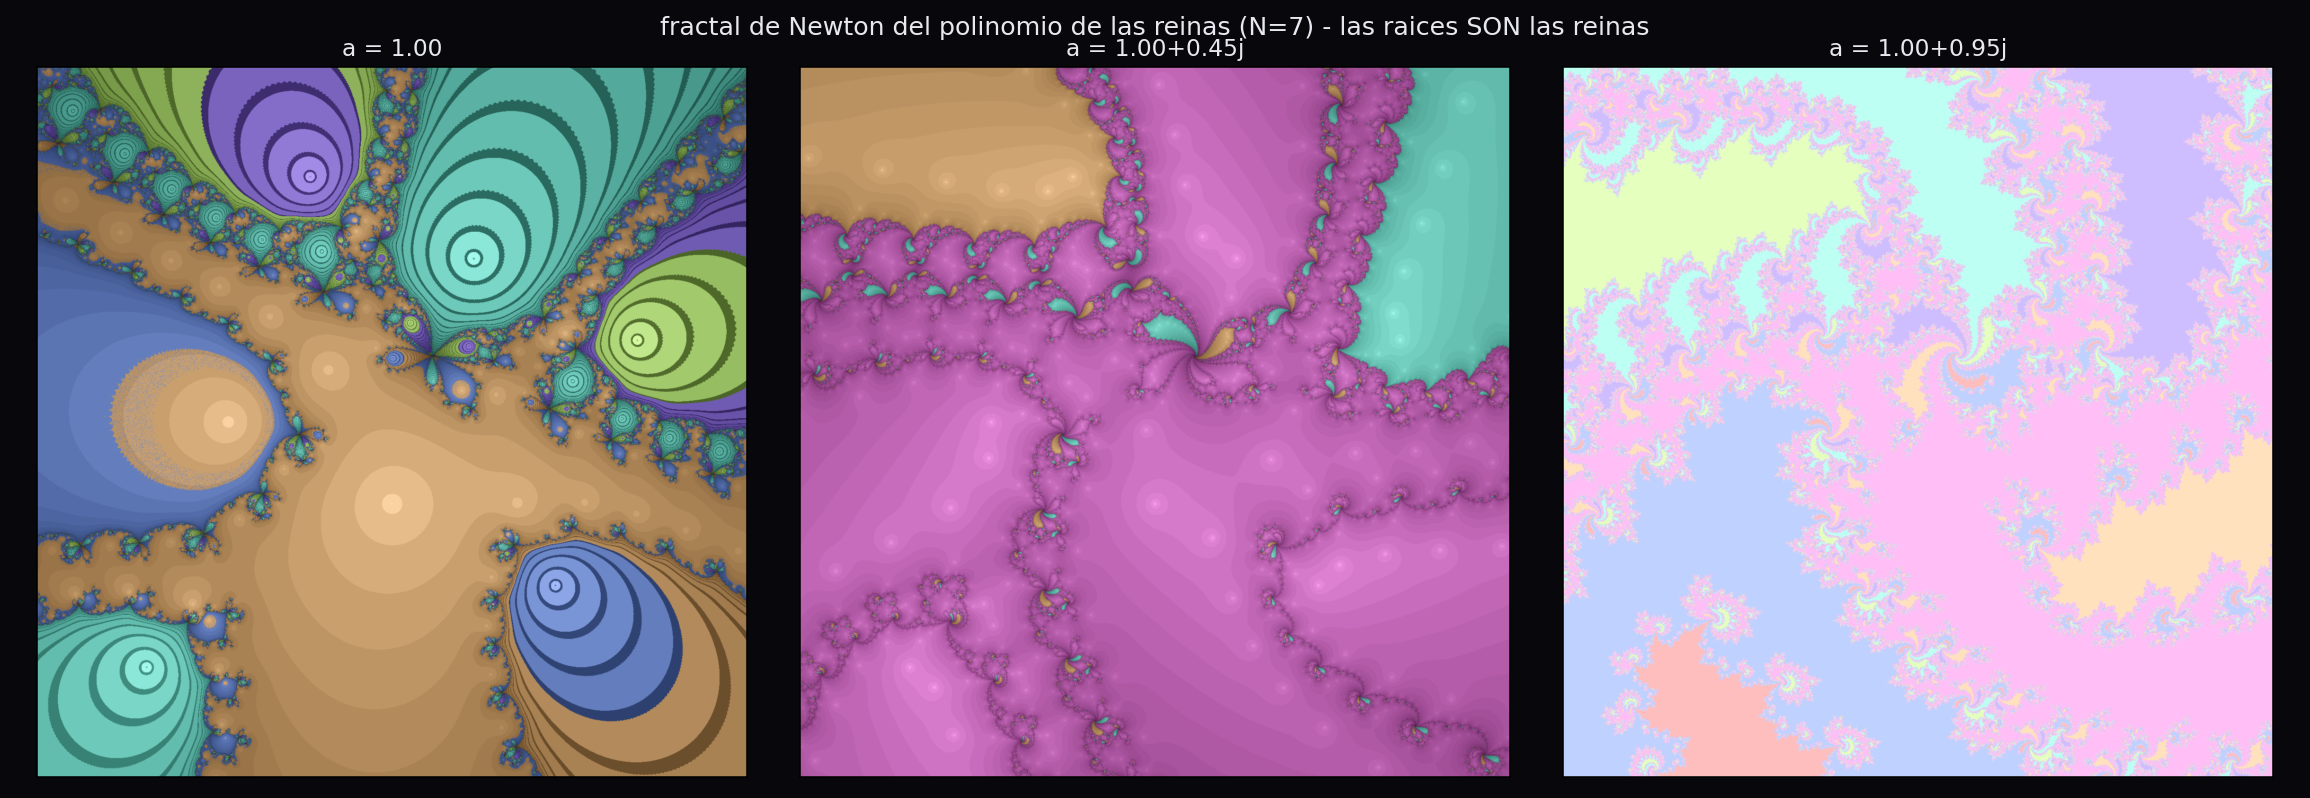 fractal de Newton del polinomio de las reinas (N=7) - las raices SON las reinas
a = 1.00
a = 1.00+0.45j
a = 1.00+0.95j